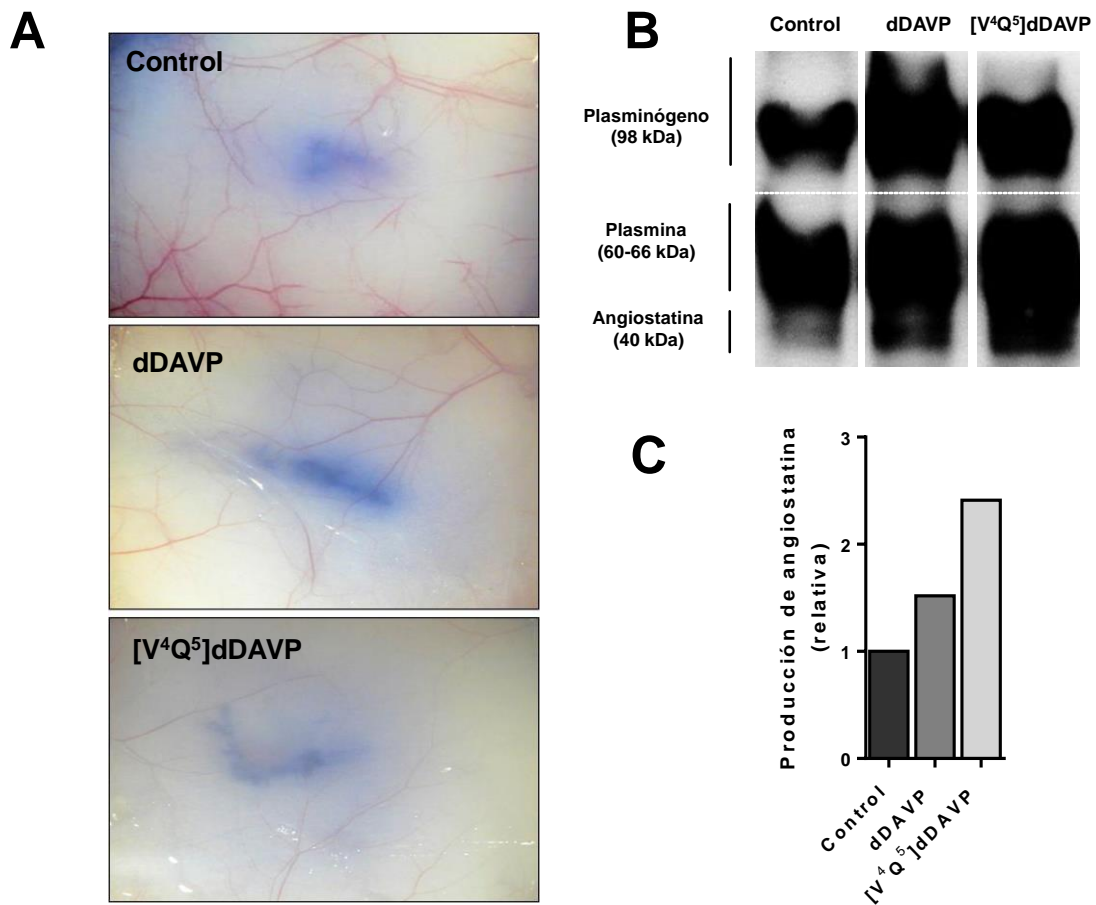 A
Control
dDAVP
[V⁴Q⁵]dDAVP
B
Control dDAVP [V⁴Q⁵]dDAVP
Plasminógeno
(98 kDa)
Plasmina
(60-66 kDa)
Angiostatina
(40 kDa)
C
Producción de angiostatina
(relativa)
3
2
1
0
Control
dDAVP
[V⁴Q⁵]dDAVP